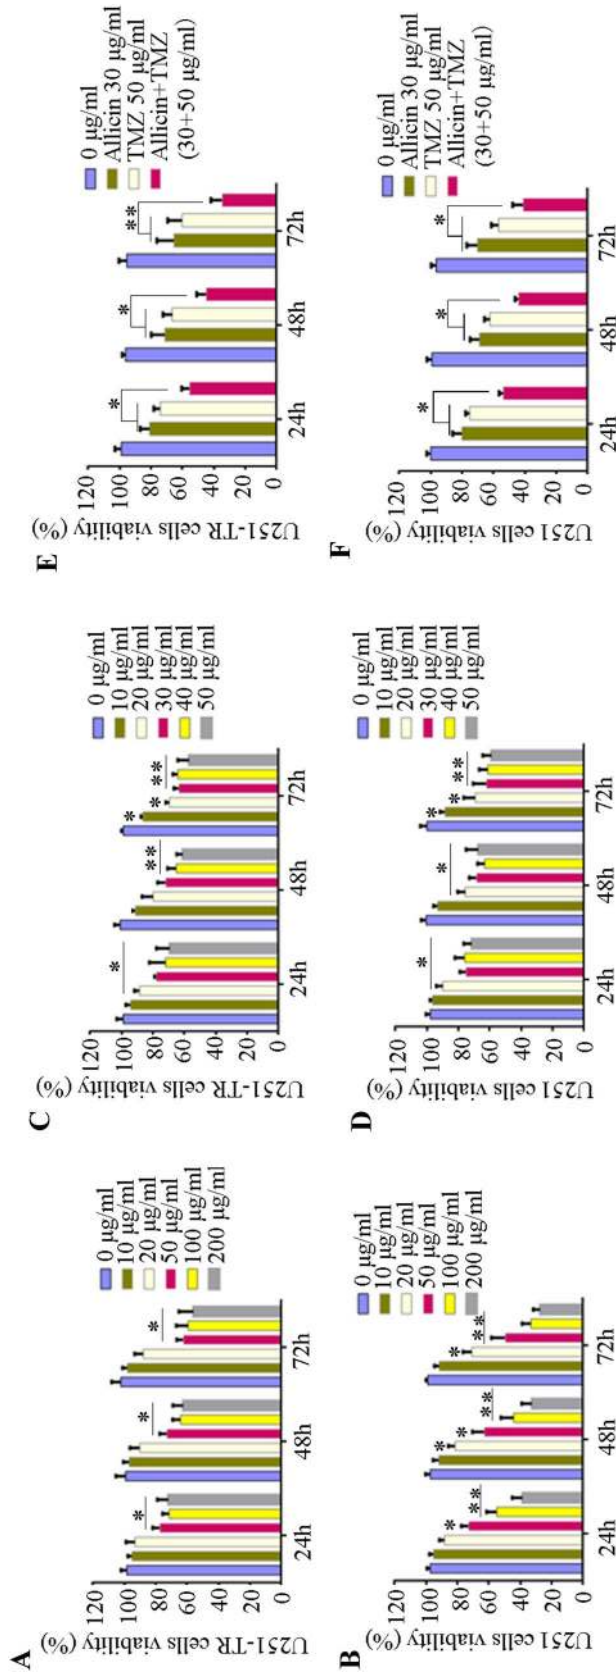 A
U251-TR cells viability (%)
120
100
80
60
40
20
0
*
*
*
24h
48h
72h
0 µg/ml
10 µg/ml
20 µg/ml
50 µg/ml
100 µg/ml
200 µg/ml
B
U251 cells viability (%)
120
100
80
60
40
20
0
*
**
*
*
**
*
**
24h
48h
72h
0 µg/ml
10 µg/ml
20 µg/ml
50 µg/ml
100 µg/ml
200 µg/ml
C
U251-TR cells viability (%)
120
100
80
60
40
20
0
*
**
*
*
**
24h
48h
72h
0 µg/ml
10 µg/ml
20 µg/ml
30 µg/ml
40 µg/ml
50 µg/ml
D
U251 cells viability (%)
120
100
80
60
40
20
0
*
*
*
*
**
24h
48h
72h
0 µg/ml
10 µg/ml
20 µg/ml
30 µg/ml
40 µg/ml
50 µg/ml
E
U251-TR cells viability (%)
120
100
80
60
40
20
0
*
*
**
24h
48h
72h
0 µg/ml
Allicin 30 µg/ml
TMZ 50 µg/ml
Allicin+TMZ
(30+50 µg/ml)
F
U251 cells viability (%)
120
100
80
60
40
20
0
*
*
*
24h
48h
72h
0 µg/ml
Allicin 30 µg/ml
TMZ 50 µg/ml
Allicin+TMZ
(30+50 µg/ml)